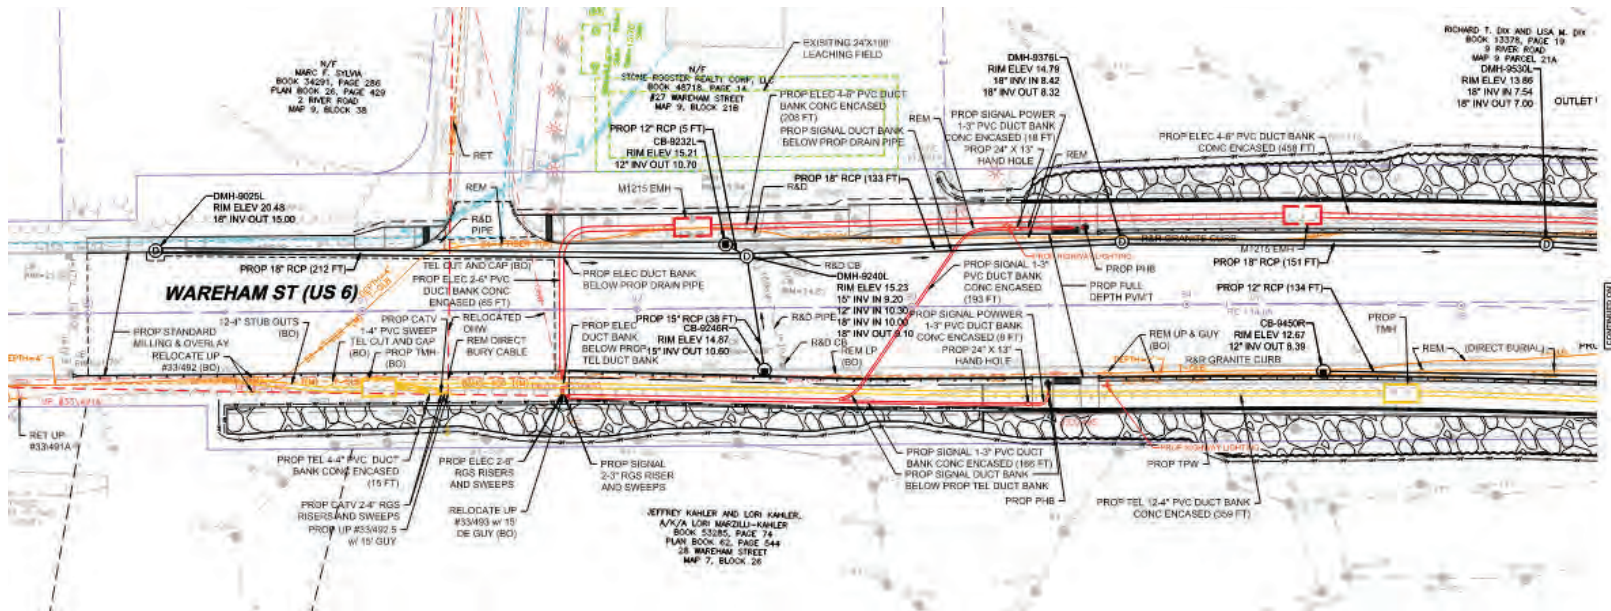 N/F
MARC F. SYLVIA
BOOK 34291, PAGE 286
PLAN BOOK 26, PAGE 429
2 RIVER ROAD
MAP 9, BLOCK 38
N/F
STONE-ROOSTER REALTY CORP, LLC
BOOK 48718, PAGE 14
#27 WAREHAM STREET
MAP 9, BLOCK 21B
EXISITING 24'X100'
LEACHING FIELD
PROP ELEC 4-6" PVC DUCT
BANK CONC ENCASED
(208 FT)
PROP SIGNAL DUCT BANK
BELOW PROP DRAIN PIPE
DMH-9376L
RIM ELEV 14.79
18" INV IN 8.42
18" INV OUT 8.32
RICHARD T. DIX AND LISA M. DIX
BOOK 13378, PAGE 19
9 RIVER ROAD
MAP 9 PARCEL 21A
DMH-9530L
RIM ELEV 13.86
18" INV IN 7.54
18" INV OUT 7.00
OUTLET
PROP 12" RCP (5 FT)
CB-9232L
RIM ELEV 15.21
12" INV OUT 10.70
REM
PROP SIGNAL POWER
1-3" PVC DUCT BANK
CONC ENCASED (18 FT)
PROP 24" X 13"
HAND HOLE
REM
PROP ELEC 4-6" PVC DUCT BANK
CONC ENCASED (458 FT)
RET
REM
M1215 EMH
R&D
PROP 18" RCP (133 FT)
DMH-9025L
RIM ELEV 20.48
18" INV OUT 15.00
R&D
PIPE
PROP 18" RCP (212 FT)
WAREHAM ST (US 6)
TEL CUT AND CAP (BO)
PROP ELEC 2-6" PVC
DUCT BANK CONC
ENCASED (65 FT)
PROP ELEC DUCT BANK
BELOW PROP DRAIN PIPE
R&D CB
DMH-9240L
RIM ELEV 15.23
15" INV IN 9.20
12" INV IN 10.30
18" INV IN 10.00
18" INV OUT 9.10
PROP SIGNAL 1-3"
PVC DUCT BANK
CONC ENCASED
(193 FT)
PROP HIGHWAY LIGHTING
PROP PHB
PROP FULL
DEPTH PVM'T
R&R GRANITE CURB
M1215 EMH
PROP 18" RCP (151 FT)
PROP 12" RCP (134 FT)
CB-9450R
RIM ELEV 12.67
12" INV OUT 8.39
PROP
TMH
12-4" STUB OUTS
(BO)
PROP STANDARD
MILLING & OVERLAY
RELOCATE UP
#33/492 (BO)
TEL CUT AND CAP
(BO)
PROP TMH
(BO)
PROP CATV
1-4" PVC SWEEP
RELOCATED
OHW
REM DIRECT
BURY CABLE
PROP ELEC
DUCT BANK
BELOW PROP
TEL DUCT BANK
PROP 15" RCP (38 FT)
CB-9246R
RIM ELEV 14.87
15" INV OUT 10.60
R&D PIPE
R&D CB
REM LP
(BO)
PROP SIGNAL POWWER
1-3" PVC DUCT BANK
CONC ENCASED (8 FT)
PROP 24" X 13"
HAND HOLE
REM UP & GUY
(BO)
R&R GRANITE CURB
REM
(DIRECT BURIAL)
DEPTH=4'
UP #33\491A
RET UP
#33\491A
PROP TEL 4-4" PVC DUCT
BANK CONC ENCASED
(15 FT)
PROP CATV 2-4" RGS
RISERS AND SWEEPS
PROP UP #33/492.5
w/ 15' GUY
PROP ELEC 2-6"
RGS RISERS
AND SWEEPS
RELOCATE UP
#33/493 w/ 15'
DE GUY (BO)
PROP SIGNAL
2-3" RGS RISER
AND SWEEPS
JEFFREY KAHLER AND LORI KAHLER,
A/K/A LORI MARZILLI-KAHLER
BOOK 53285, PAGE 74
PLAN BOOK 62, PAGE 544
28 WAREHAM STREET
MAP 7, BLOCK 26
PROP SIGNAL 1-3" PVC DUCT
BANK CONC ENCASED (166 FT)
PROP SIGNAL DUCT BANK
BELOW PROP TEL DUCT BANK
PROP PHB
PROP HIGHWAY LIGHTING
PROP TPW
PROP TEL 12-4" PVC DUCT BANK
CONC ENCASED (359 FT)